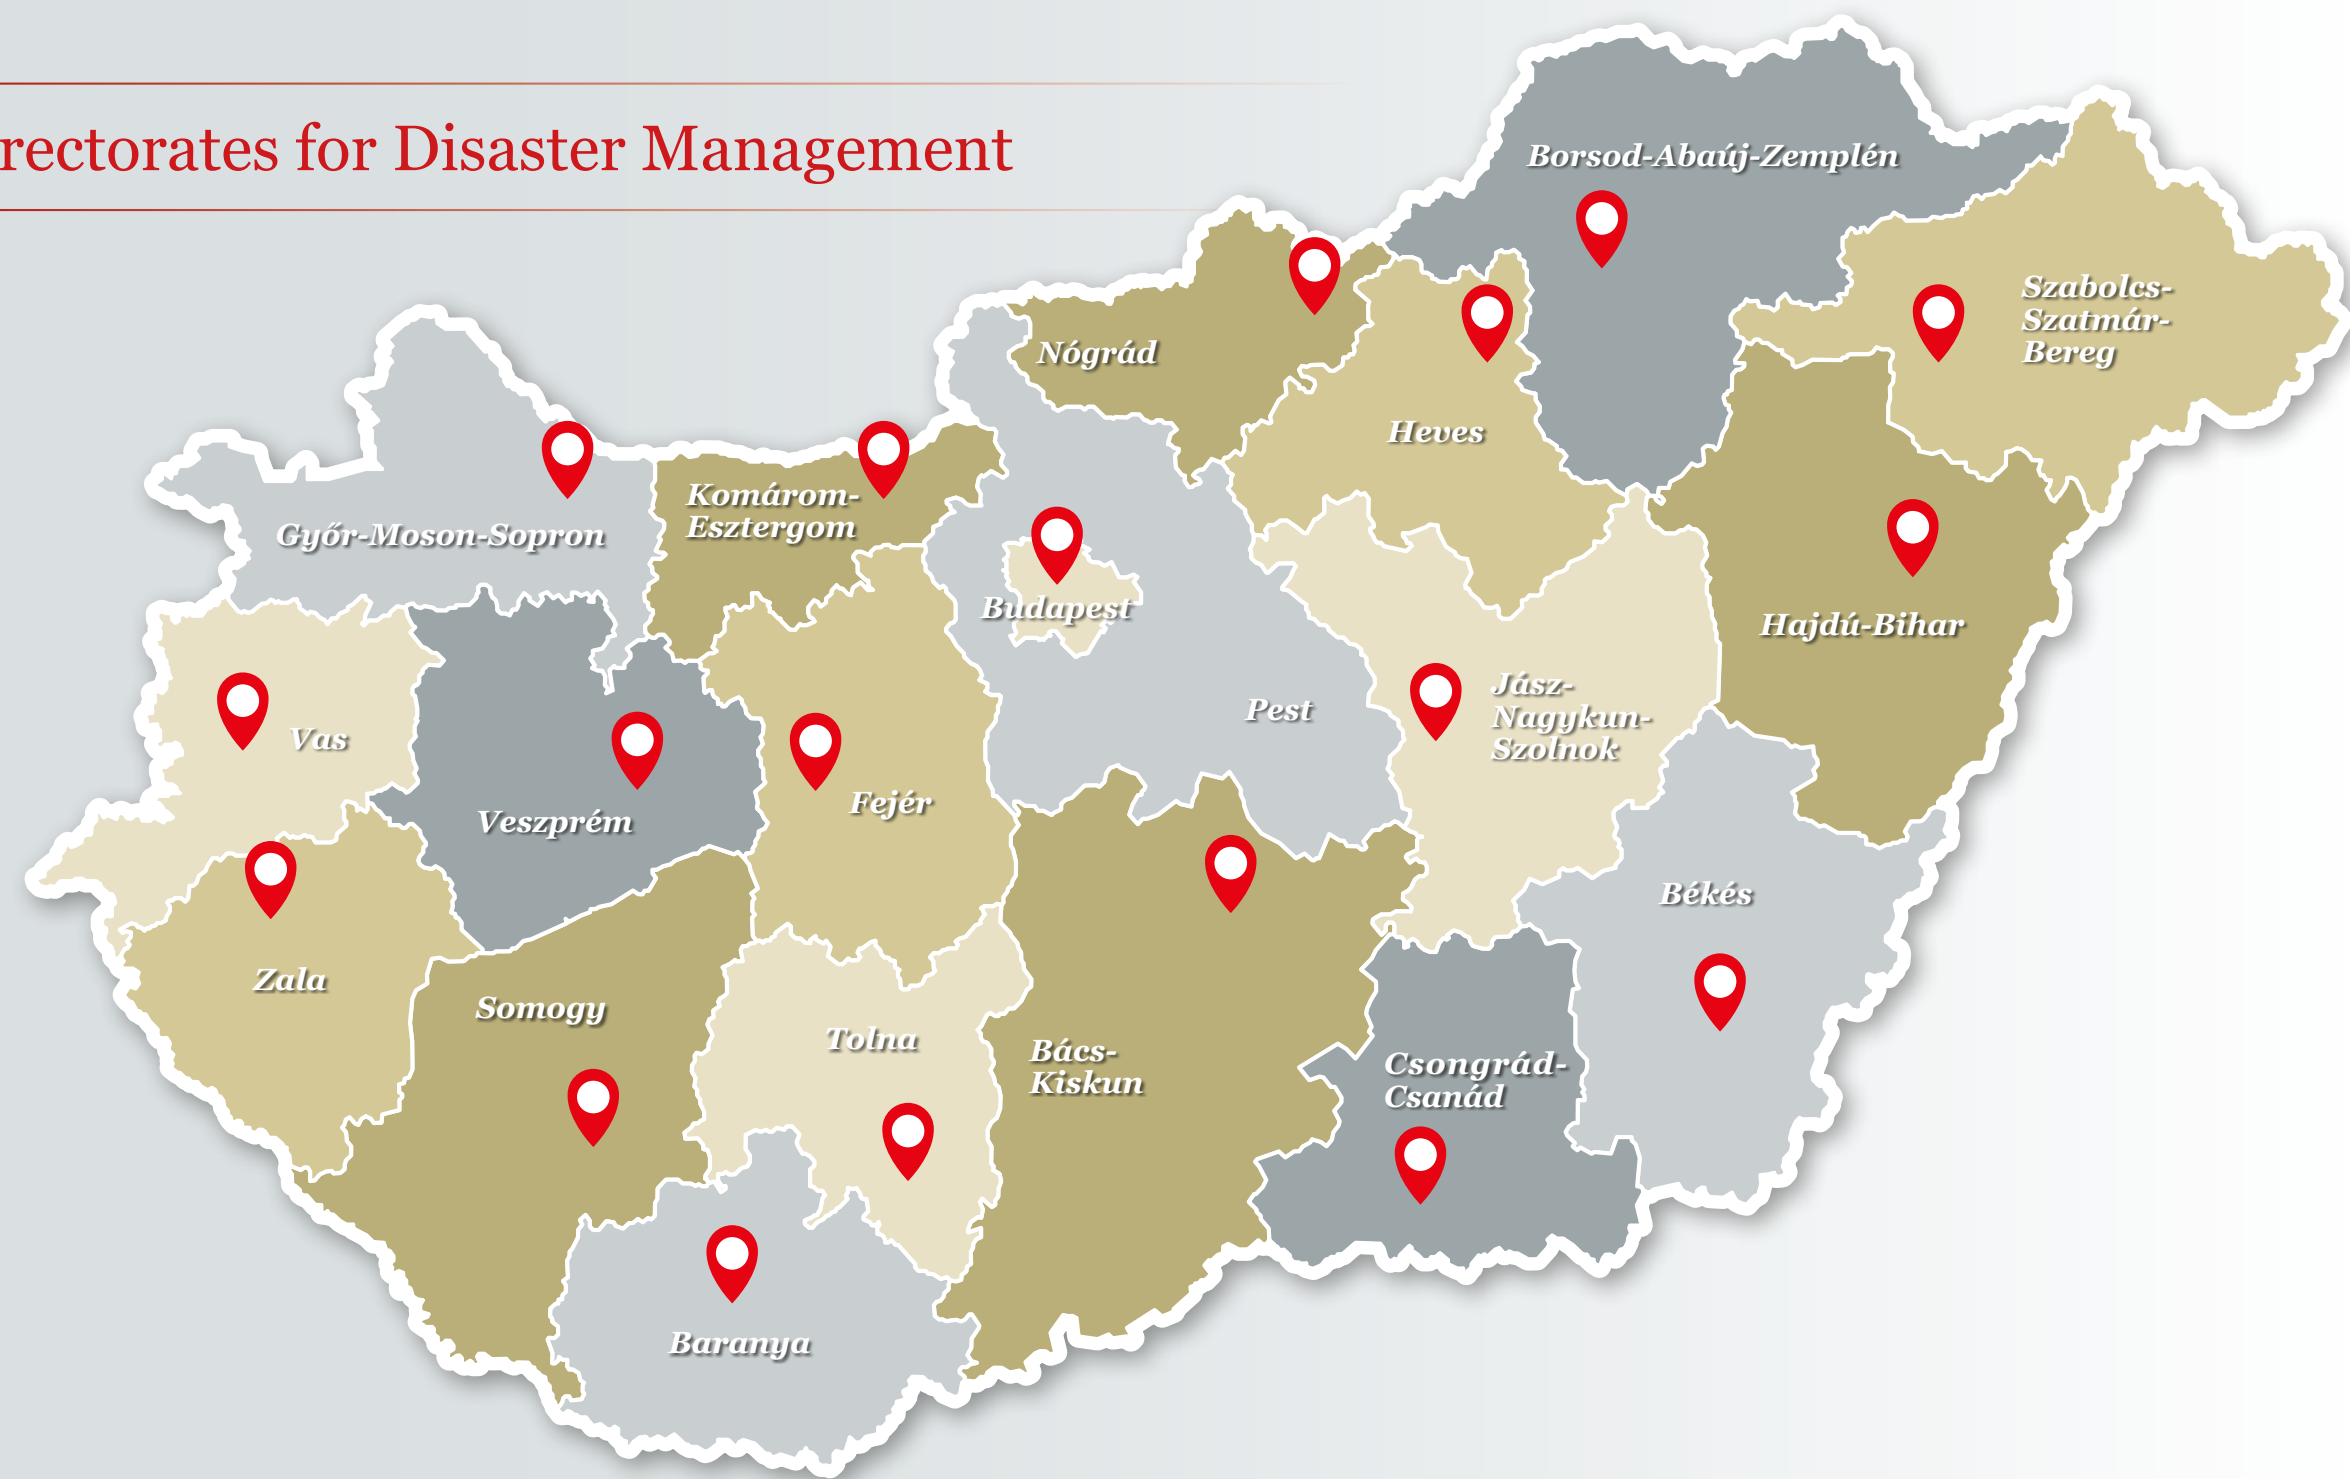 rectorates for Disaster Management
Borsod-Abaúj-Zemplén
Szabolcs-
Szatmár-
Bereg
Nógrád
Heves
Komárom-
Esztergom
Győr-Moson-Sopron
Budapest
Hajdú-Bihar
Jász-
Nagykun-
Szolnok
Pest
Vas
Fejér
Veszprém
Békés
Zala
Somogy
Tolna
Bács-
Kiskun
Csongrád-
Csanád
Baranya